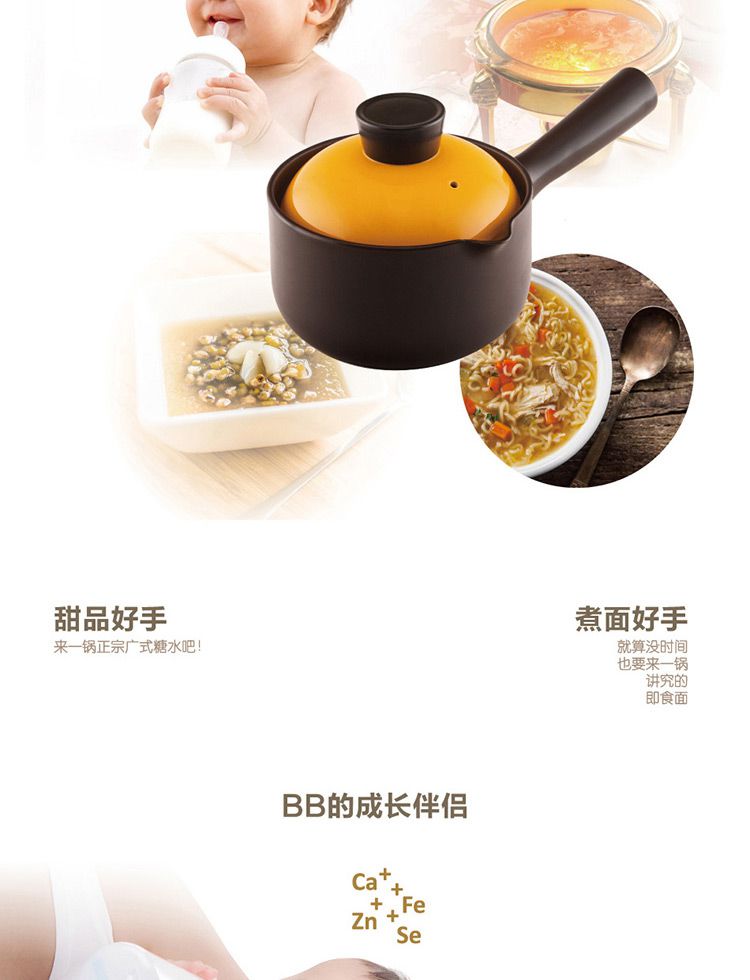 甜品好手
来一锅正宗广式糖水吧!
煮面好手
就算没时间
也要来一锅
讲究的
即食面
BB的成长伴侣
Ca++
+Fe
Zn+
Se